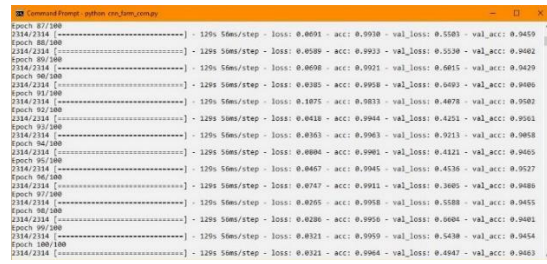 Command Prompt - python cnn_farm_com.py
Epoch 87/100
2314/2314 [==============================] - 129s 56ms/step - loss: 0.0691 - acc: 0.9930 - val_loss: 0.5503 - val_acc: 0.9459
Epoch 88/100
2314/2314 [==============================] - 129s 56ms/step - loss: 0.0589 - acc: 0.9933 - val_loss: 0.5530 - val_acc: 0.9402
Epoch 89/100
2314/2314 [==============================] - 129s 56ms/step - loss: 0.0698 - acc: 0.9921 - val_loss: 0.6015 - val_acc: 0.9429
Epoch 90/100
2314/2314 [==============================] - 129s 56ms/step - loss: 0.0385 - acc: 0.9958 - val_loss: 0.6493 - val_acc: 0.9406
Epoch 91/100
2314/2314 [==============================] - 129s 56ms/step - loss: 0.1075 - acc: 0.9833 - val_loss: 0.4078 - val_acc: 0.9502
Epoch 92/100
2314/2314 [==============================] - 129s 56ms/step - loss: 0.0418 - acc: 0.9944 - val_loss: 0.4251 - val_acc: 0.9561
Epoch 93/100
2314/2314 [==============================] - 129s 56ms/step - loss: 0.0363 - acc: 0.9963 - val_loss: 0.9213 - val_acc: 0.9058
Epoch 94/100
2314/2314 [==============================] - 129s 56ms/step - loss: 0.0804 - acc: 0.9901 - val_loss: 0.4121 - val_acc: 0.9465
Epoch 95/100
2314/2314 [==============================] - 129s 56ms/step - loss: 0.0467 - acc: 0.9945 - val_loss: 0.4536 - val_acc: 0.9527
Epoch 96/100
2314/2314 [==============================] - 129s 56ms/step - loss: 0.0747 - acc: 0.9911 - val_loss: 0.3605 - val_acc: 0.9486
Epoch 97/100
2314/2314 [==============================] - 129s 56ms/step - loss: 0.0265 - acc: 0.9958 - val_loss: 0.5588 - val_acc: 0.9455
Epoch 98/100
2314/2314 [==============================] - 129s 56ms/step - loss: 0.0286 - acc: 0.9956 - val_loss: 0.6604 - val_acc: 0.9401
Epoch 99/100
2314/2314 [==============================] - 129s 56ms/step - loss: 0.0321 - acc: 0.9959 - val_loss: 0.5430 - val_acc: 0.9454
Epoch 100/100
2314/2314 [==============================] - 129s 56ms/step - loss: 0.0321 - acc: 0.9964 - val_loss: 0.4947 - val_acc: 0.9463